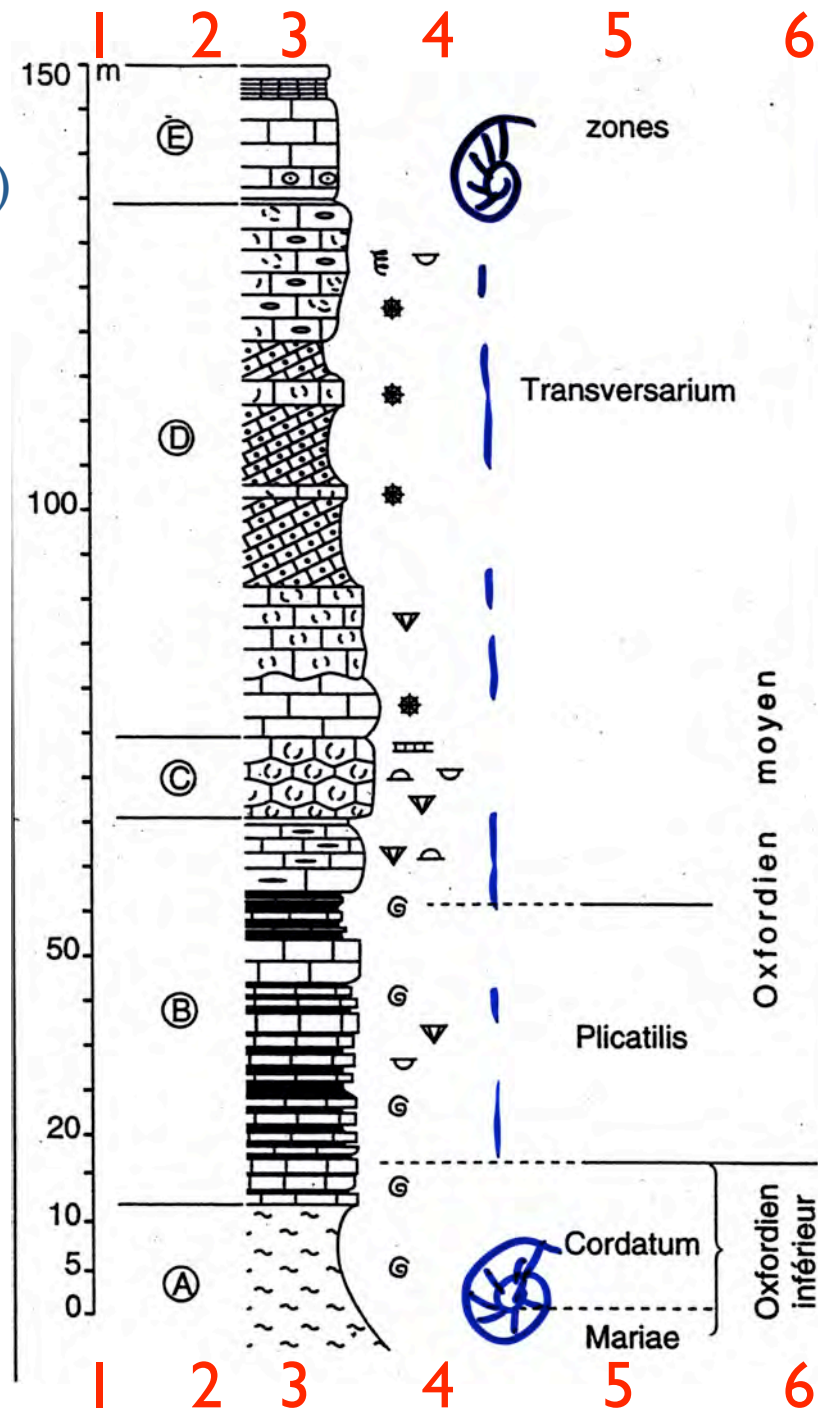 1 2 3 4 5 6
150 m
E
zones
)
Transversarium
D
100
Oxfordien moyen
C
50
B
Plicatilis
20
10
Cordatum
Oxfordien
inférieur
5
A
0
Mariae
1 2 3 4 5 6